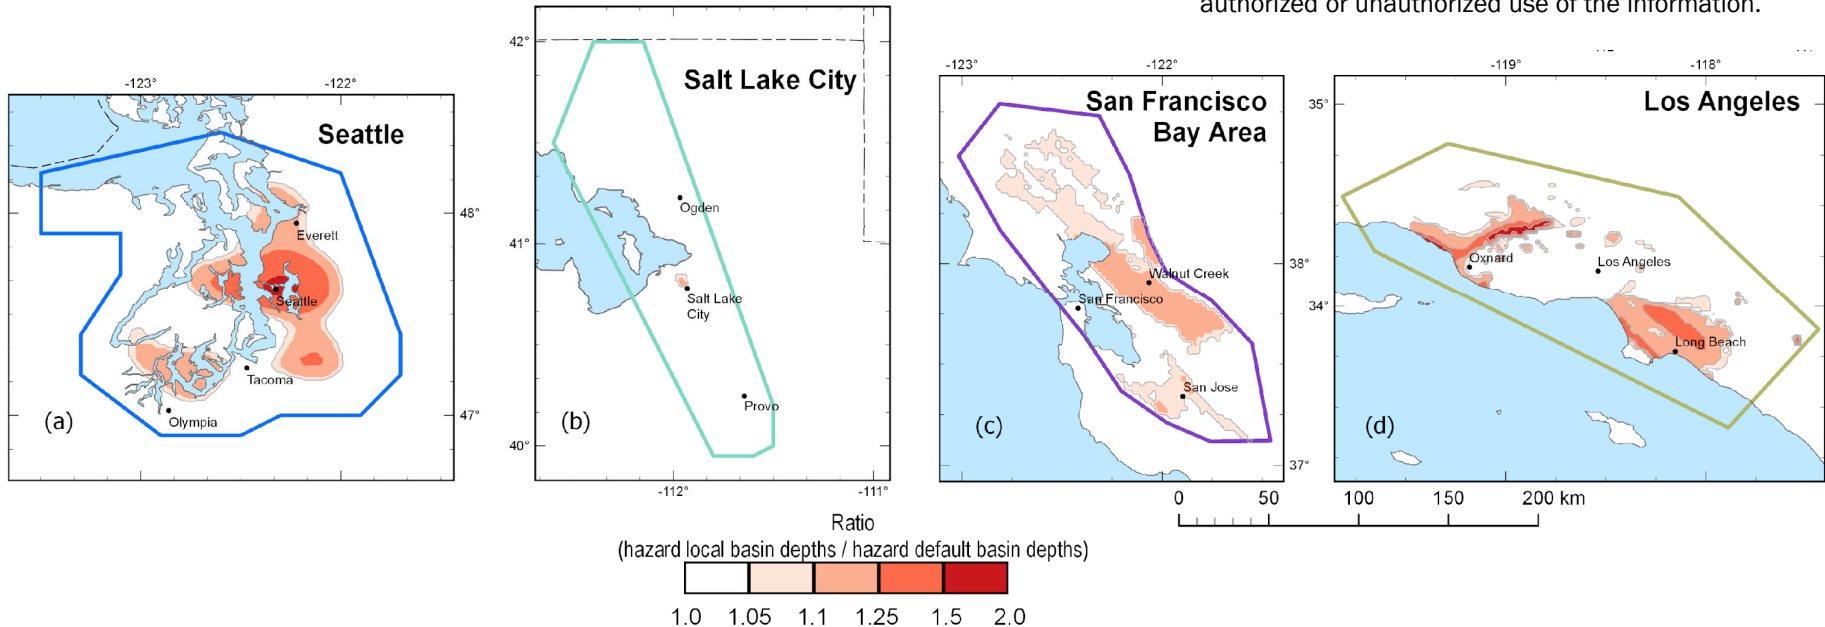 authorized or unauthorized use of the information.
-123°
-122°
Seattle
48°
47°
Everett
Seattle
Tacoma
Olympia
(a)
42°
41°
40°
Salt Lake City
Ogden
Salt Lake
City
Provo
(b)
-112°
-111°
-123°
-122°
San Francisco
Bay Area
38°
37°
Walnut Creek
San Francisco
San Jose
(c)
-119°
-118°
Los Angeles
35°
34°
Oxnard
Los Angeles
Long Beach
(d)
0
50
100
150
200 km
Ratio
(hazard local basin depths / hazard default basin depths)
1.0
1.05
1.1
1.25
1.5
2.0